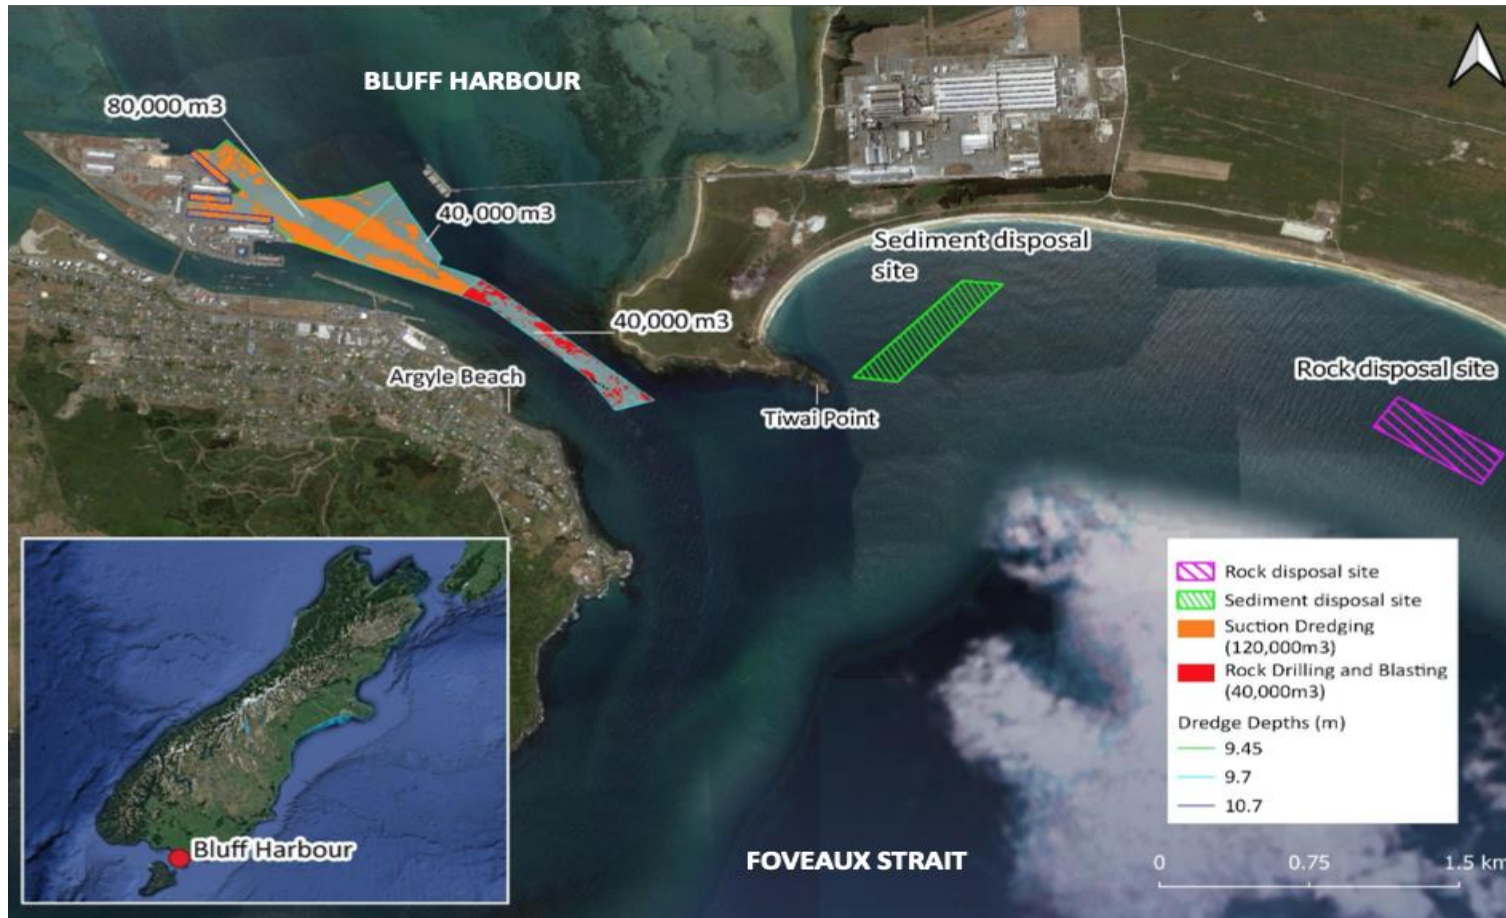 BLUFF HARBOUR
80,000 m3
40, 000 m3
Sediment disposal
site
40,000 m3
Rock disposal site
Argyle Beach
Tiwai Point
Rock disposal site
Sediment disposal site
Suction Dredging
(120,000m3)
Rock Drilling and Blasting
(40,000m3)
Dredge Depths (m)
9.45
9.7
10.7
Bluff Harbour
FOVEAUX STRAIT
0 0.75 1.5 km